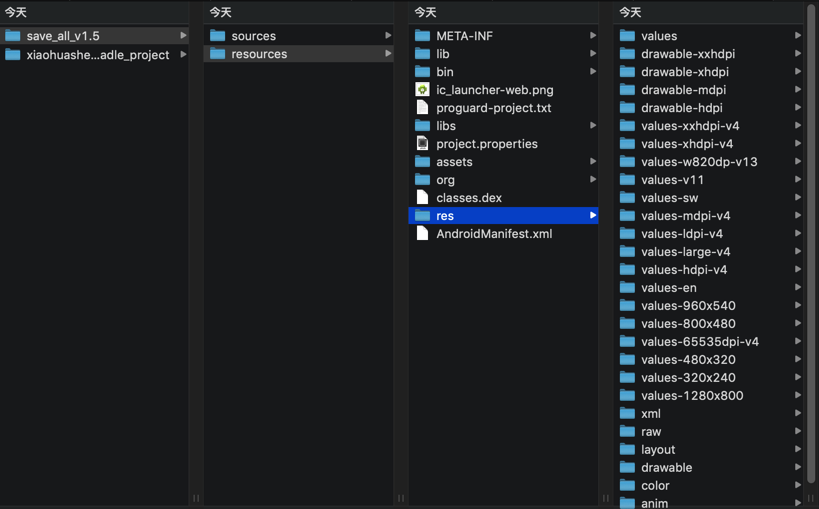 今天
save_all_v1.5
xiaohuashe...adle_project
今天
sources
resources
今天
META-INF
lib
bin
ic_launcher-web.png
proguard-project.txt
libs
project.properties
assets
org
classes.dex
res
AndroidManifest.xml
今天
values
drawable-xxhdpi
drawable-xhdpi
drawable-mdpi
drawable-hdpi
values-xxhdpi-v4
values-xhdpi-v4
values-w820dp-v13
values-v11
values-sw
values-mdpi-v4
values-ldpi-v4
values-large-v4
values-hdpi-v4
values-en
values-960x540
values-800x480
values-65535dpi-v4
values-480x320
values-320x240
values-1280x800
xml
raw
layout
drawable
color
anim